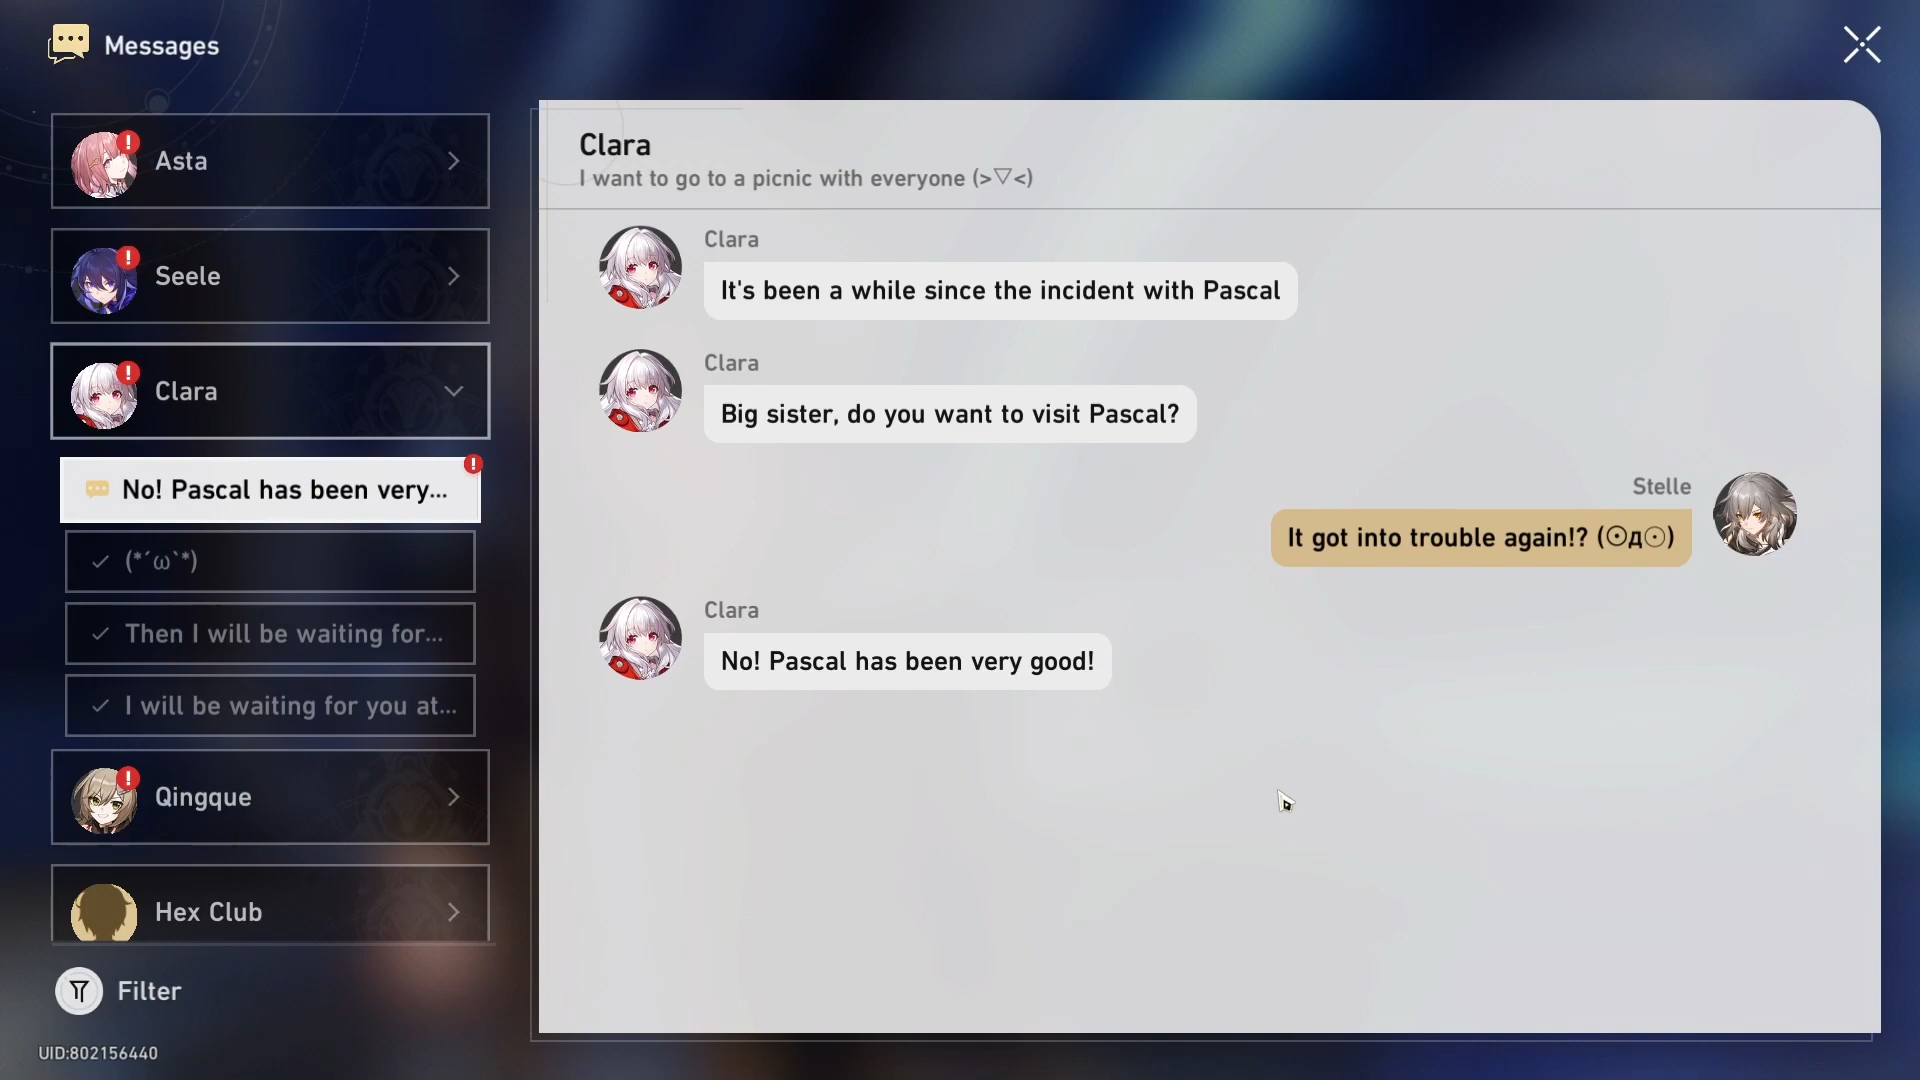 Messages
Asta
Seele
Clara
No! Pascal has been very...
(*´ω`*)
Then I will be waiting for...
I will be waiting for you at...
Qingque
Hex Club
Filter
UID:802156440
Clara
I want to go to a picnic with everyone (>▽<)
Clara
It's been a while since the incident with Pascal
Clara
Big sister, do you want to visit Pascal?
Stelle
It got into trouble again!? (⊙д⊙)
Clara
No! Pascal has been very good!